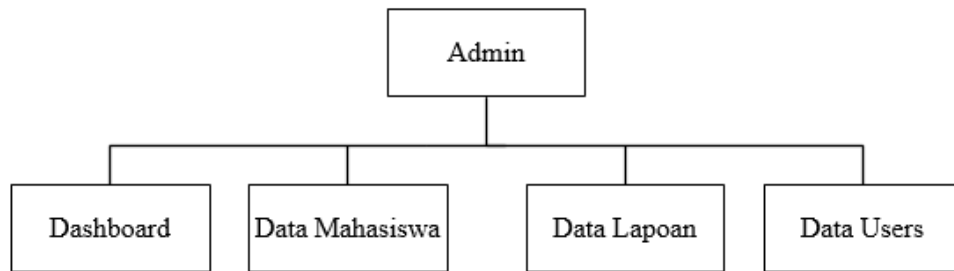 Admin
Dashboard
Data Mahasiswa
Data Lapoan
Data Users